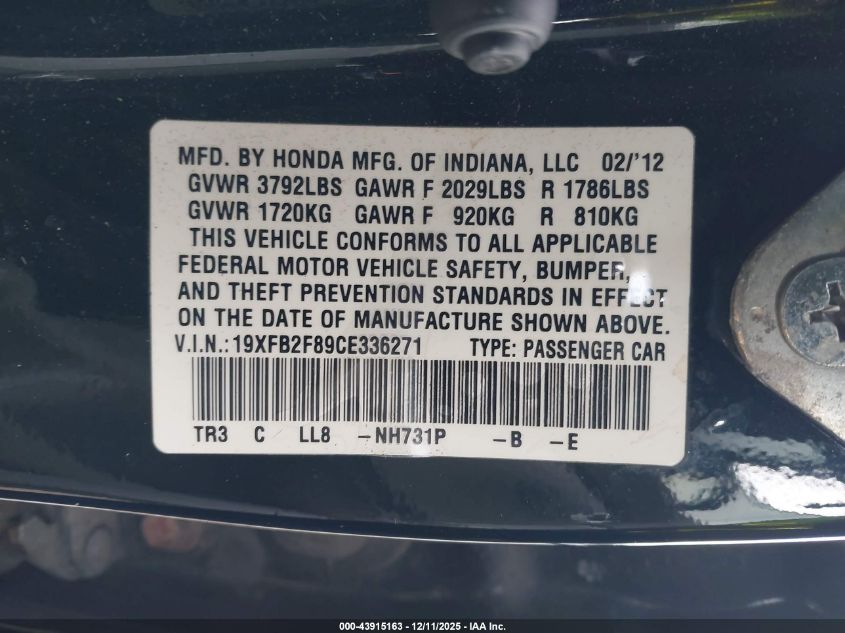 MFD. BY HONDA MFG. OF INDIANA, LLC 02/'12
GVWR 3792LBS GAWR F 2029LBS R 1786LBS
GVWR 1720KG GAWR F 920KG R 810KG
THIS VEHICLE CONFORMS TO ALL APPLICABLE
FEDERAL MOTOR VEHICLE SAFETY, BUMPER,
AND THEFT PREVENTION STANDARDS IN EFFECT
ON THE DATE OF MANUFACTURE SHOWN ABOVE.
V.I.N.: 19XFB2F89CE336271 TYPE: PASSENGER CAR
TR3 C LL8 -NH731P -B -E
000-43915163 - 12/11/2025 - IAA Inc.